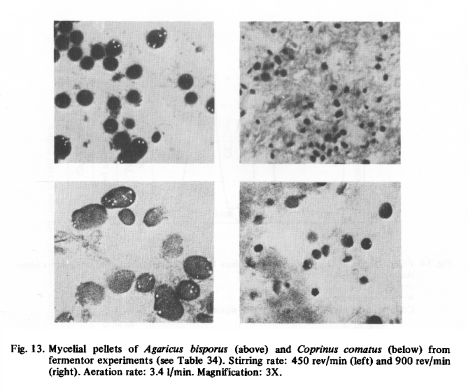 Fig. 13. Mycelial pellets of Agaricus bisporus (above) and Coprinus comatus (below) from
fermentor experiments (see Table 34). Stirring rate: 450 rev/min (left) and 900 rev/min
(right). Aeration rate: 3.4 l/min. Magnification: 3X.